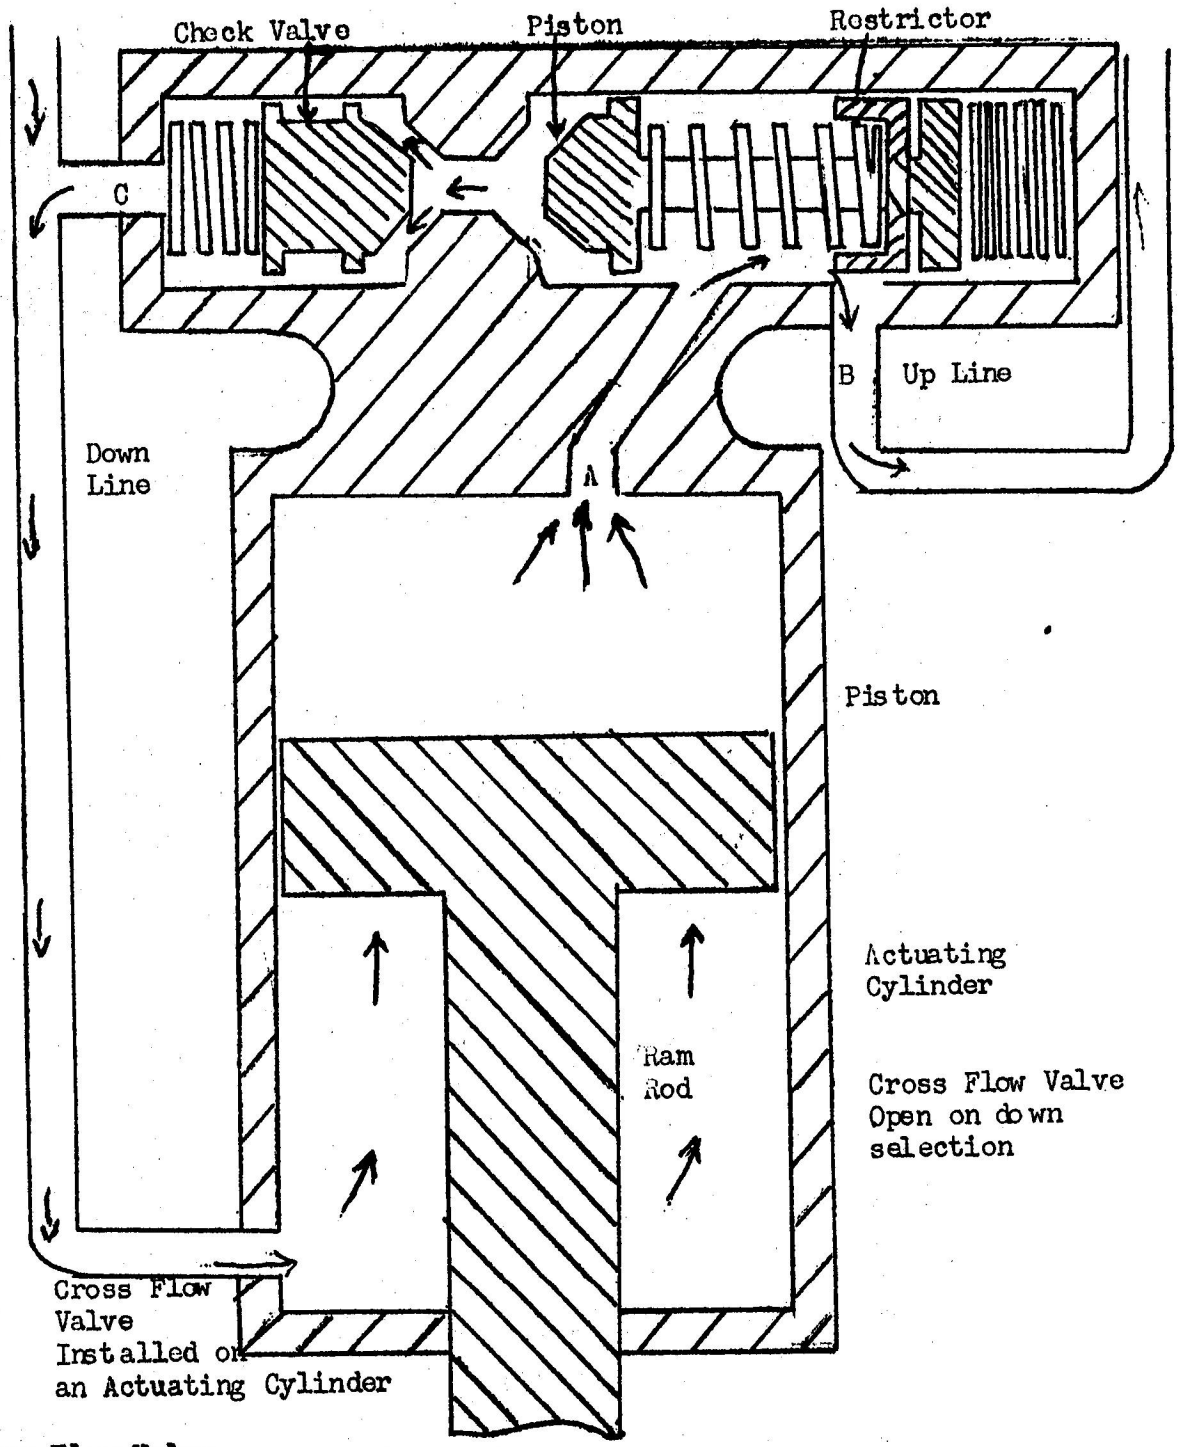 Check Valve
Piston
Restrictor
C
B
Up Line
Down
Line
A
Piston
Actuating
Cylinder
Ram
Rod
Cross Flow Valve
Open on down
selection
Cross Flow
Valve
Installed on
an Actuating Cylinder